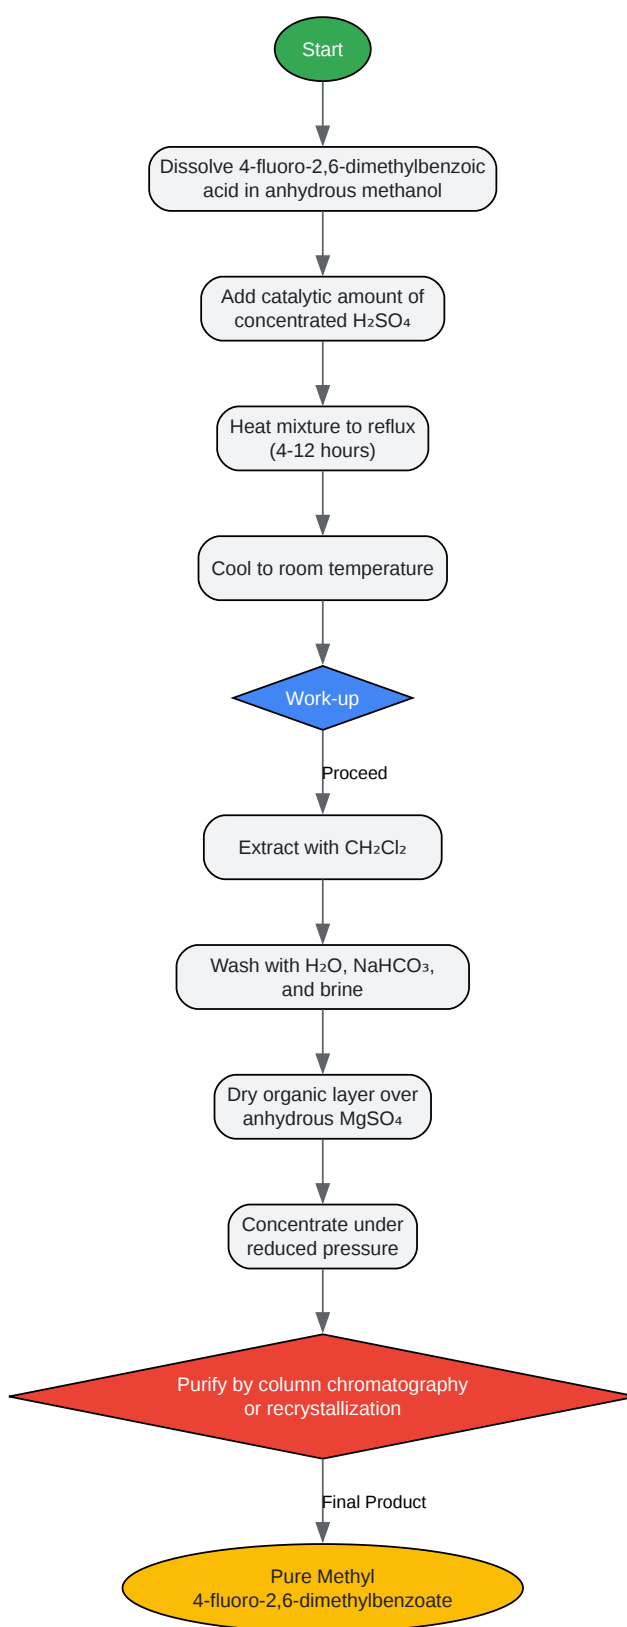 Start
Dissolve 4-fluoro-2,6-dimethylbenzoic
acid in anhydrous methanol
Add catalytic amount of
concentrated H₂SO₄
Heat mixture to reflux
(4-12 hours)
Cool to room temperature
Work-up
Proceed
Extract with CH₂Cl₂
Wash with H₂O, NaHCO₃,
and brine
Dry organic layer over
anhydrous MgSO₄
Concentrate under
reduced pressure
Purify by column chromatography
or recrystallization
Final Product
Pure Methyl
4-fluoro-2,6-dimethylbenzoate